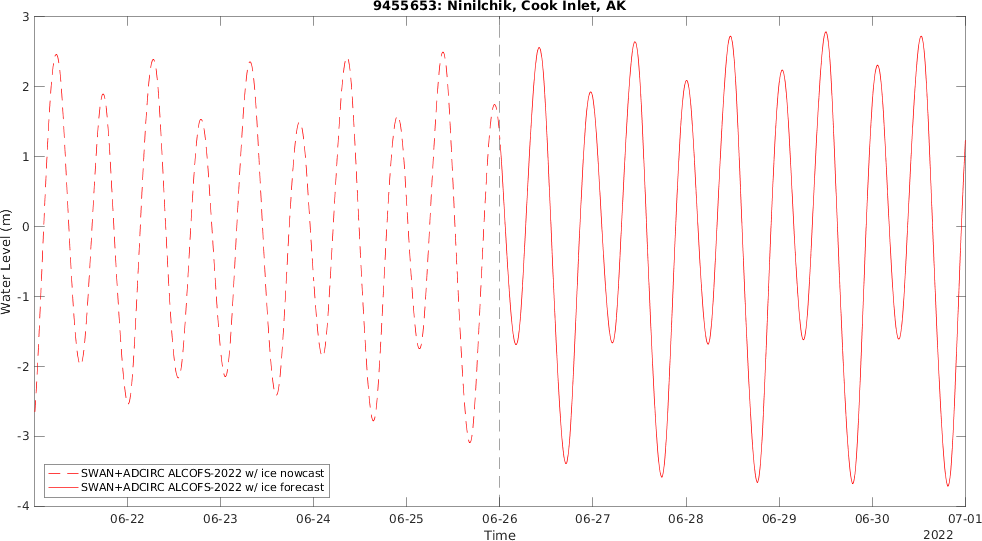 9455653: Ninilchik, Cook Inlet, AK
3
2
1
0
-1
-2
-3
-4
Water Level (m)
SWAN+ADCIRC ALCOFS-2022 w/ ice nowcast
SWAN+ADCIRC ALCOFS-2022 w/ ice forecast
06-22 06-23 06-24 06-25 06-26 06-27 06-28 06-29 06-30 07-01
Time
2022